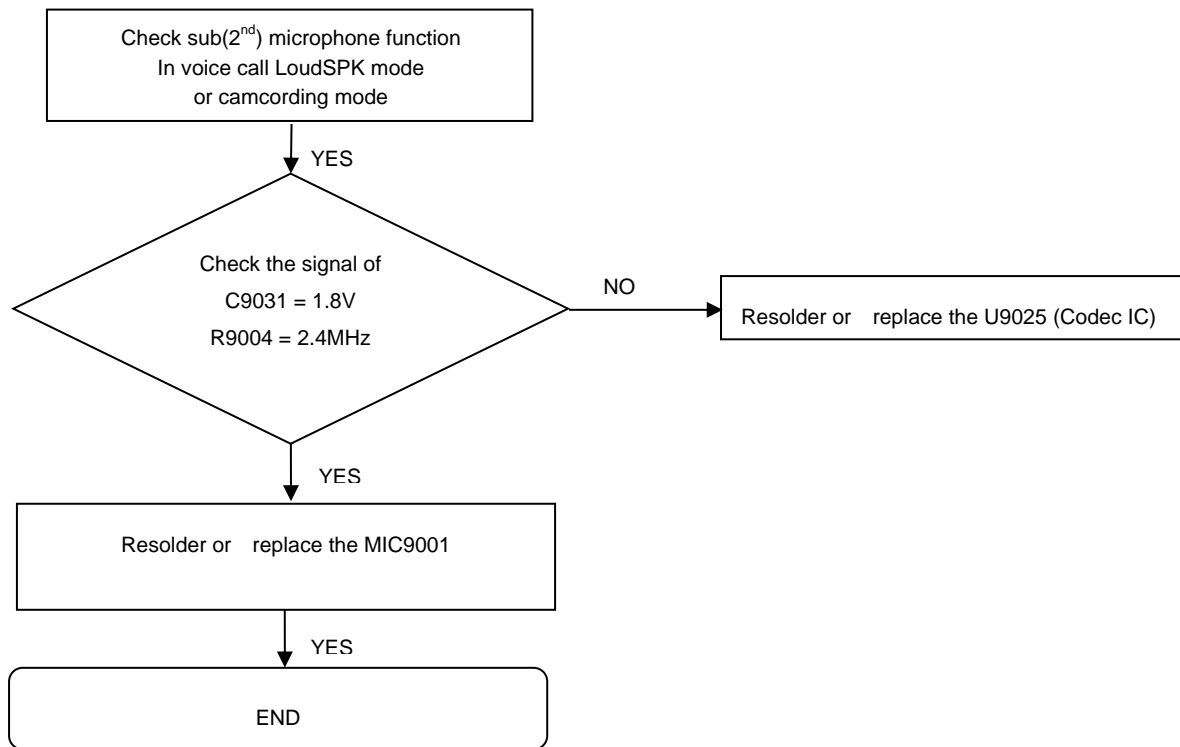 Check sub(2nd) microphone function
In voice call LoudSPK mode
or camcording mode
YES
Check the signal of
C9031 = 1.8V
R9004 = 2.4MHz
NO
Resolder or replace the U9025 (Codec IC)
YES
Resolder or replace the MIC9001
YES
END